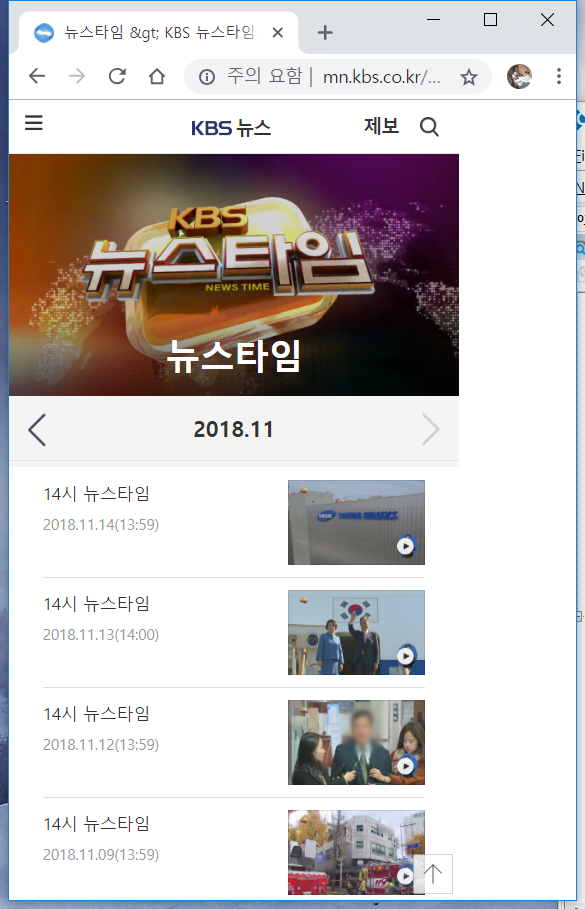 뉴스타임 &gt; KBS 뉴스타임
주의 요함 | mn.kbs.co.kr/...
KBS 뉴스
제보
KBS
뉴스타임
NEWS TIME
뉴스타임
2018.11
14시 뉴스타임
2018.11.14(13:59)
14시 뉴스타임
2018.11.13(14:00)
14시 뉴스타임
2018.11.12(13:59)
14시 뉴스타임
2018.11.09(13:59)